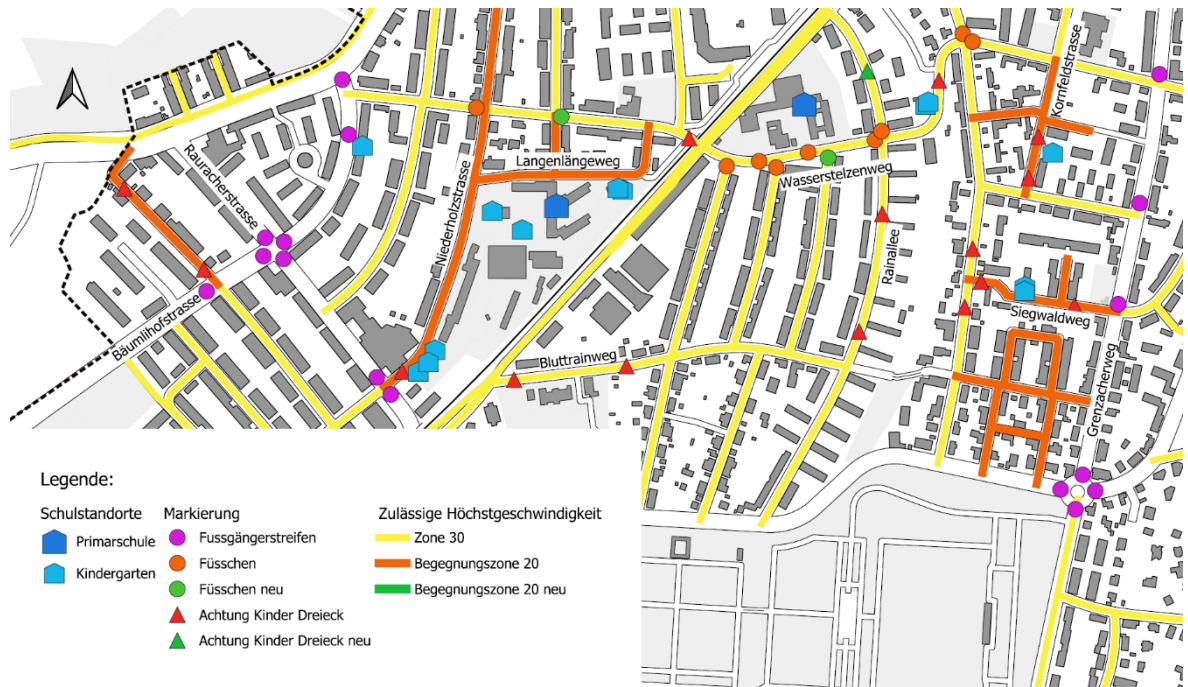 Kornfeldstrasse
Rauracherstrasse
Langenlängeweg
Wasserstelzenweg
Niederholzstrasse
Rainallee
Bäumlihofstrasse
Siegwaldweg
Bluttrainweg
Grenzacherweg
Legende:
Schulstandorte
Primarschule
Kindergarten
Markierung
Fussgängerstreifen
Füsschen
Füsschen neu
Achtung Kinder Dreieck
Achtung Kinder Dreieck neu
Zulässige Höchstgeschwindigkeit
Zone 30
Begegnungszone 20
Begegnungszone 20 neu